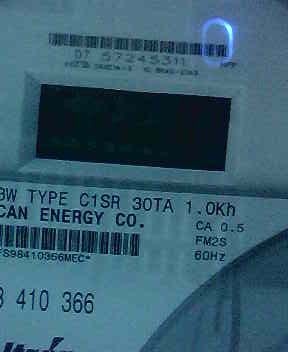 07 57245311
3W TYPE C1SR 30TA 1.0Kh
CAN ENERGY CO.
CA 0.5
FM2S
60Hz
FS98410366MEC*
8 410 366